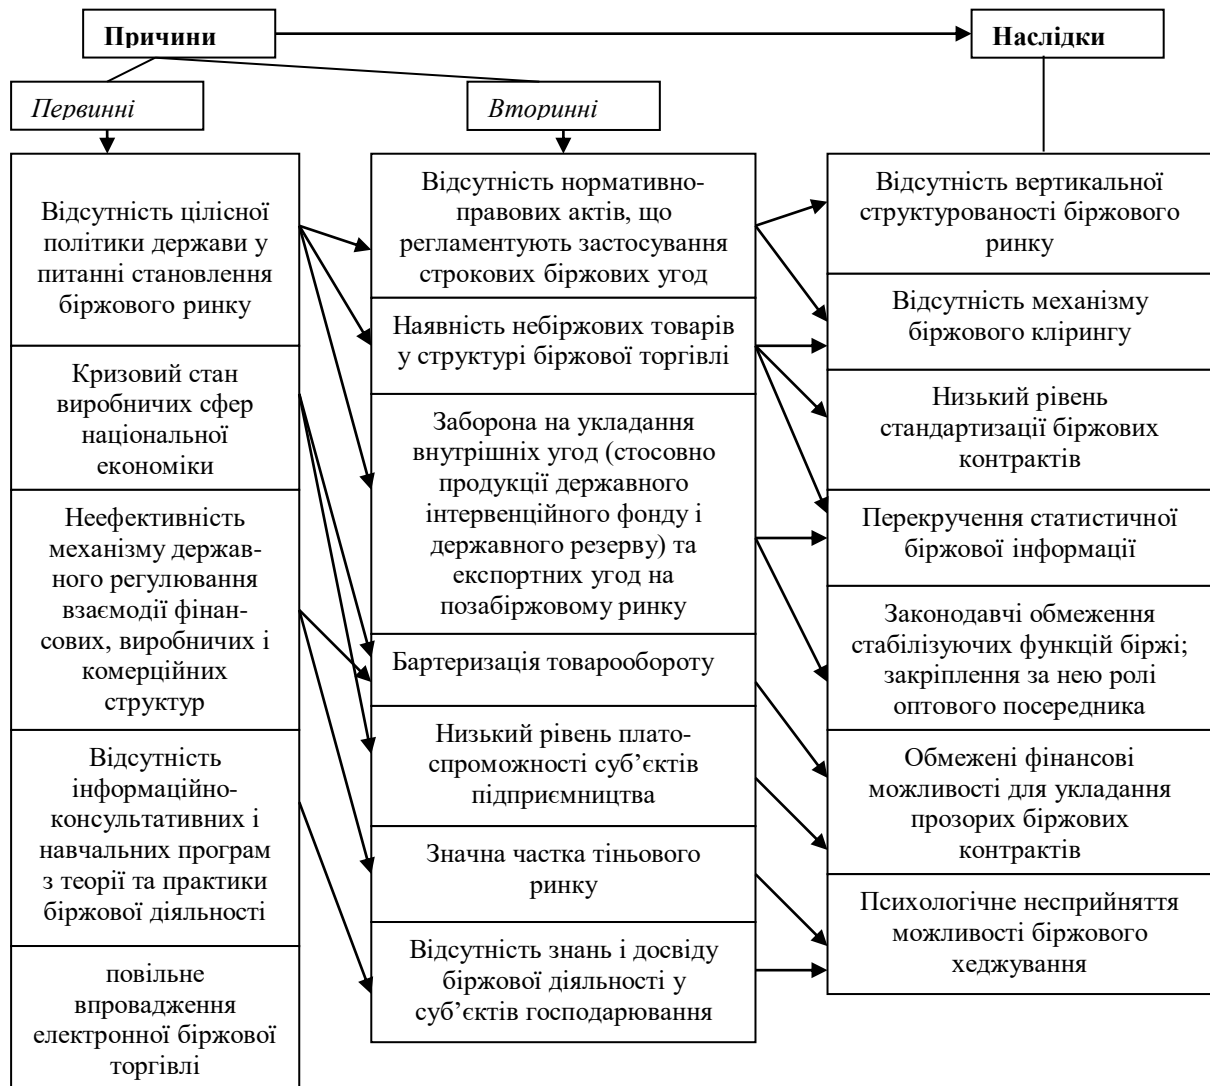 Причини
Наслідки
Первинні
Вторинні
Відсутність цілісної
політики держави у
питанні становлення
біржового ринку
Кризовий стан
виробничих сфер
національної
економіки
Неефективність
механізму держав-
ного регулювання
взаємодії фінан-
сових, виробничих і
комерційних
структур
Відсутність
інформаційно-
консультативних і
навчальних програм
з теорії та практики
біржової діяльності
повільне
впровадження
електронної біржової
торгівлі
Відсутність нормативно-
правових актів, що
регламентують застосування
строкових біржових угод
Наявність небіржових товарів
у структурі біржової торгівлі
Заборона на укладання
внутрішніх угод (стосовно
продукції державного
інтервенційного фонду і
державного резерву) та
експортних угод на
позабіржовому ринку
Бартеризація товарообороту
Низький рівень плато-
спроможності суб’єктів
підприємництва
Значна частка тіньового
ринку
Відсутність знань і досвіду
біржової діяльності у
суб’єктів господарювання
Відсутність вертикальної
структурованості біржового
ринку
Відсутність механізму
біржового клірингу
Низький рівень
стандартизації біржових
контрактів
Перекручення статистичної
біржової інформації
Законодавчі обмеження
стабілізуючих функцій біржі;
закріплення за нею ролі
оптового посередника
Обмежені фінансові
можливості для укладання
прозорих біржових
контрактів
Психологічне несприйняття
можливості біржового
хеджування